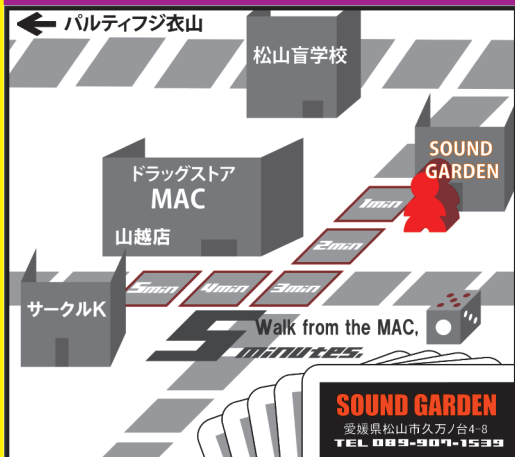 パルティフジ衣山
松山盲学校
SOUND
GARDEN
ドラッグストア
MAC
山越店
1min
2min
3min
4min
5min
サークルK
5
minutes.
Walk from the MAC,
SOUND GARDEN
愛媛県松山市久万ノ台4-8
TEL 089-907-1539